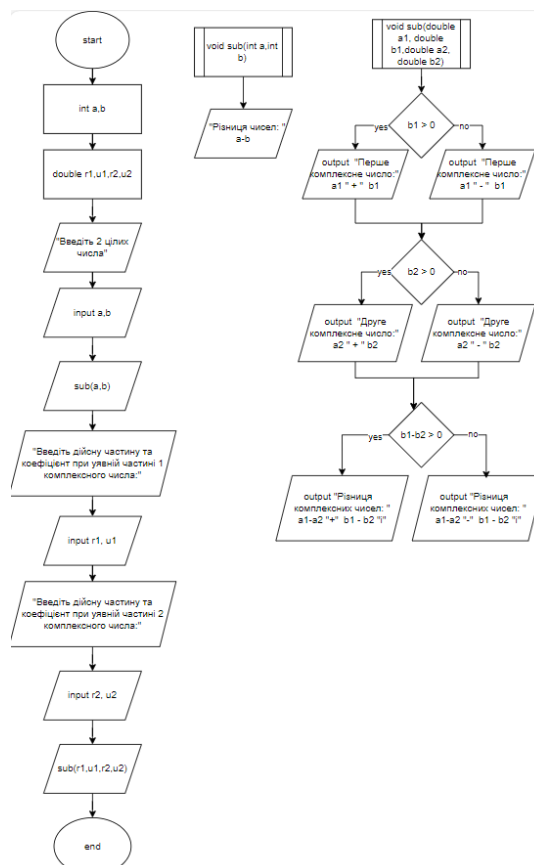 start
int a,b
double r1,u1,r2,u2
"Введіть 2 цілих
числа"
input a,b
sub(a,b)
"Введіть дійсну частину та
коефіцієнт при уявній частині 1
комплексного числа:"
input r1, u1
"Введіть дійсну частину та
коефіцієнт при уявній частині 2
комплексного числа:"
input r2, u2
sub(r1,u1,r2,u2)
end
void sub(int a,int
b)
"Різниця чисел: "
a-b
void sub(double
a1, double
b1,double a2,
double b2)
b1 > 0
yes
no
output "Перше
комплексне число:"
a1 " + " b1
output "Перше
комплексне число:"
a1 " - " b1
b2 > 0
yes
no
output "Друге
комплексне число:"
a2 " + " b2
output "Друге
комплексне число:"
a2 " - " b2
b1-b2 > 0
yes
no
output "Різниця
комплексних чисел: "
a1-a2 "+" b1 - b2 "i"
output "Різниця
комплексних чисел: "
a1-a2 "-" b1 - b2 "i"